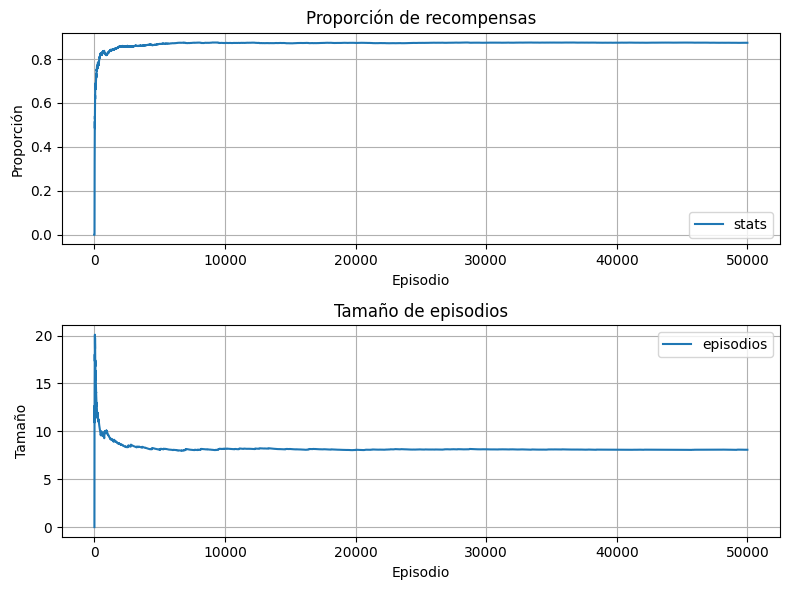 Proporción de recompensas
0.8
0.6
0.4
0.2
0.0
Proporción
stats
0 10000 20000 30000 40000 50000
Episodio
Tamaño de episodios
20
15
10
5
0
Tamaño
episodios
0 10000 20000 30000 40000 50000
Episodio